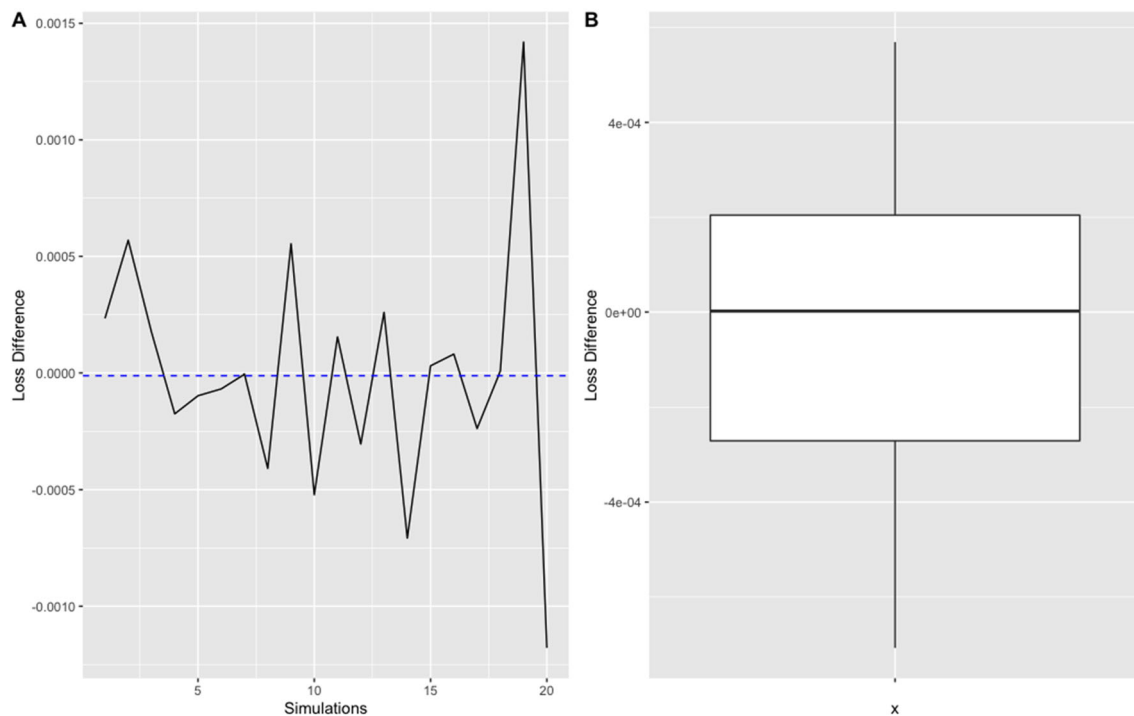 A
0.0015
0.0010
0.0005
0.0000
-0.0005
-0.0010
Loss Difference
5
10
15
20
Simulations
B
4e-04
0e+00
-4e-04
Loss Difference
x